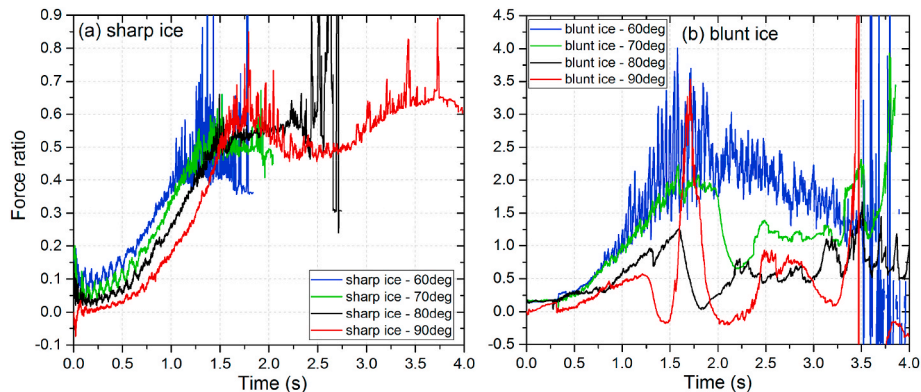 (a) sharp ice
Force ratio
0.9
0.8
0.7
0.6
0.5
0.4
0.3
0.2
0.1
0.0
-0.1
sharp ice - 60deg
sharp ice - 70deg
sharp ice - 80deg
sharp ice - 90deg
0.0 0.5 1.0 1.5 2.0 2.5 3.0 3.5 4.0
Time (s)
(b) blunt ice
blunt ice - 60deg
blunt ice - 70deg
blunt ice - 80deg
blunt ice - 90deg
4.5
4.0
3.5
3.0
2.5
2.0
1.5
1.0
0.5
0.0
-0.5
0.0 0.5 1.0 1.5 2.0 2.5 3.0 3.5 4.0
Time (s)